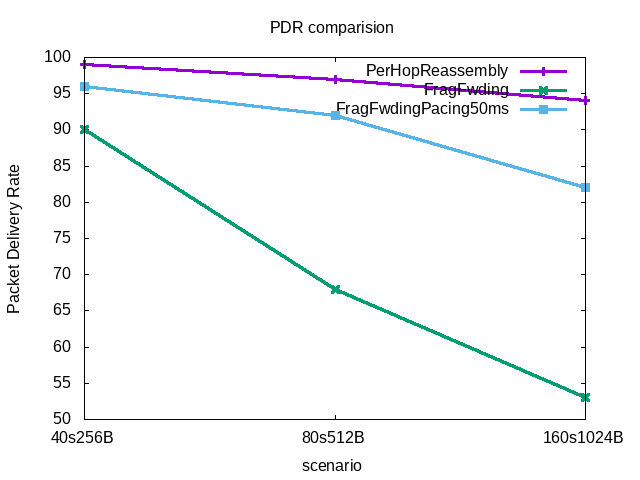 PDR comparision
100
95
90
85
80
75
70
65
60
55
50
Packet Delivery Rate
PerHopReassembly
FragFwding
FragFwdingPacing50ms
40s256B 80s512B 160s1024B
scenario